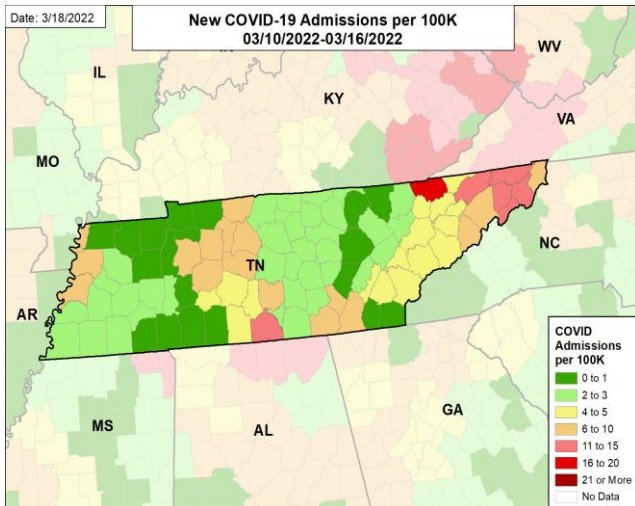 Date: 3/18/2022
New COVID-19 Admissions per 100K
03/10/2022-03/16/2022
IL
WV
KY
VA
MO
TN
NC
AR
MS
AL
GA
COVID
Admissions
per 100K
0 to 1
2 to 3
4 to 5
6 to 10
11 to 15
16 to 20
21 or More
No Data